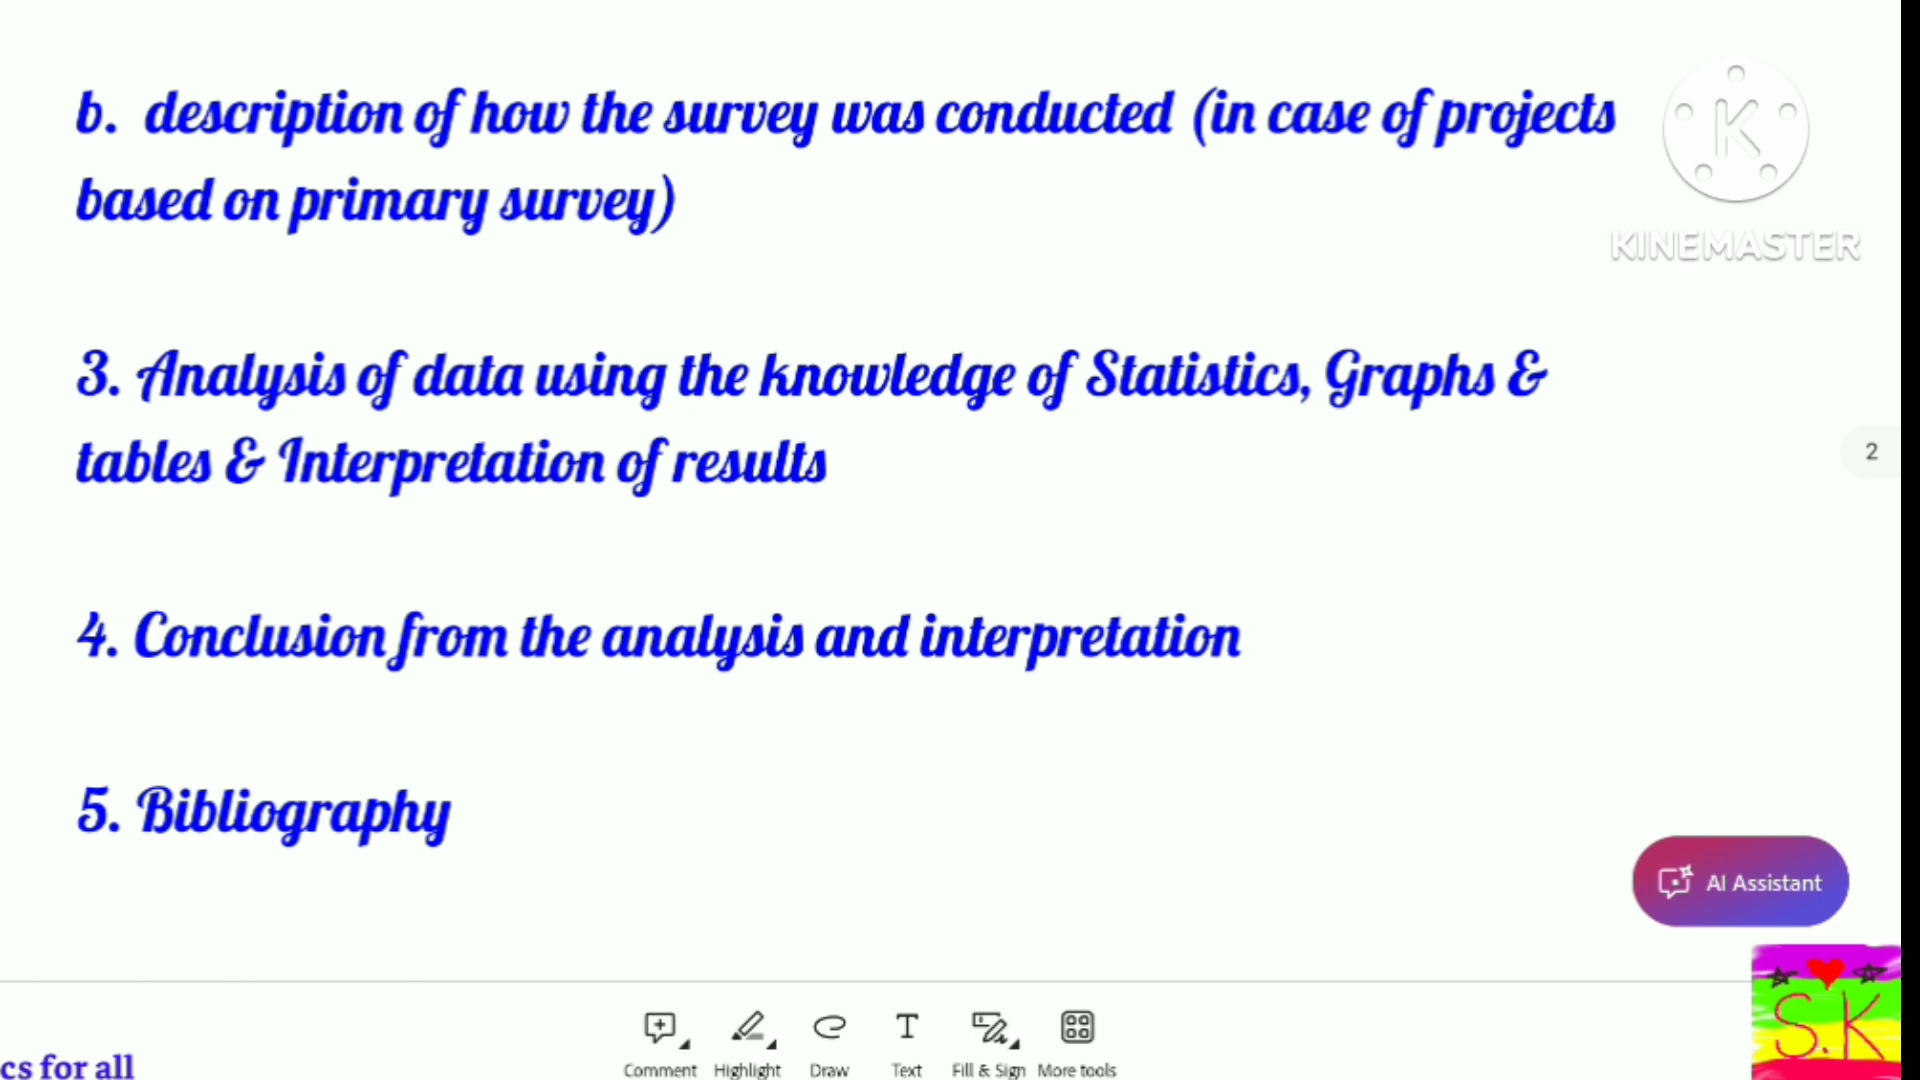 b. description of how the survey was conducted (in case of projects
based on primary survey)
K
KINEMASTER
3. Analysis of data using the knowledge of Statistics, Graphs &
tables & Interpretation of results
2
4. Conclusion from the analysis and interpretation
5. Bibliography
AI Assistant
S.K
T
Comment Highlight Draw Text Fill & Sign More tools
cs for all